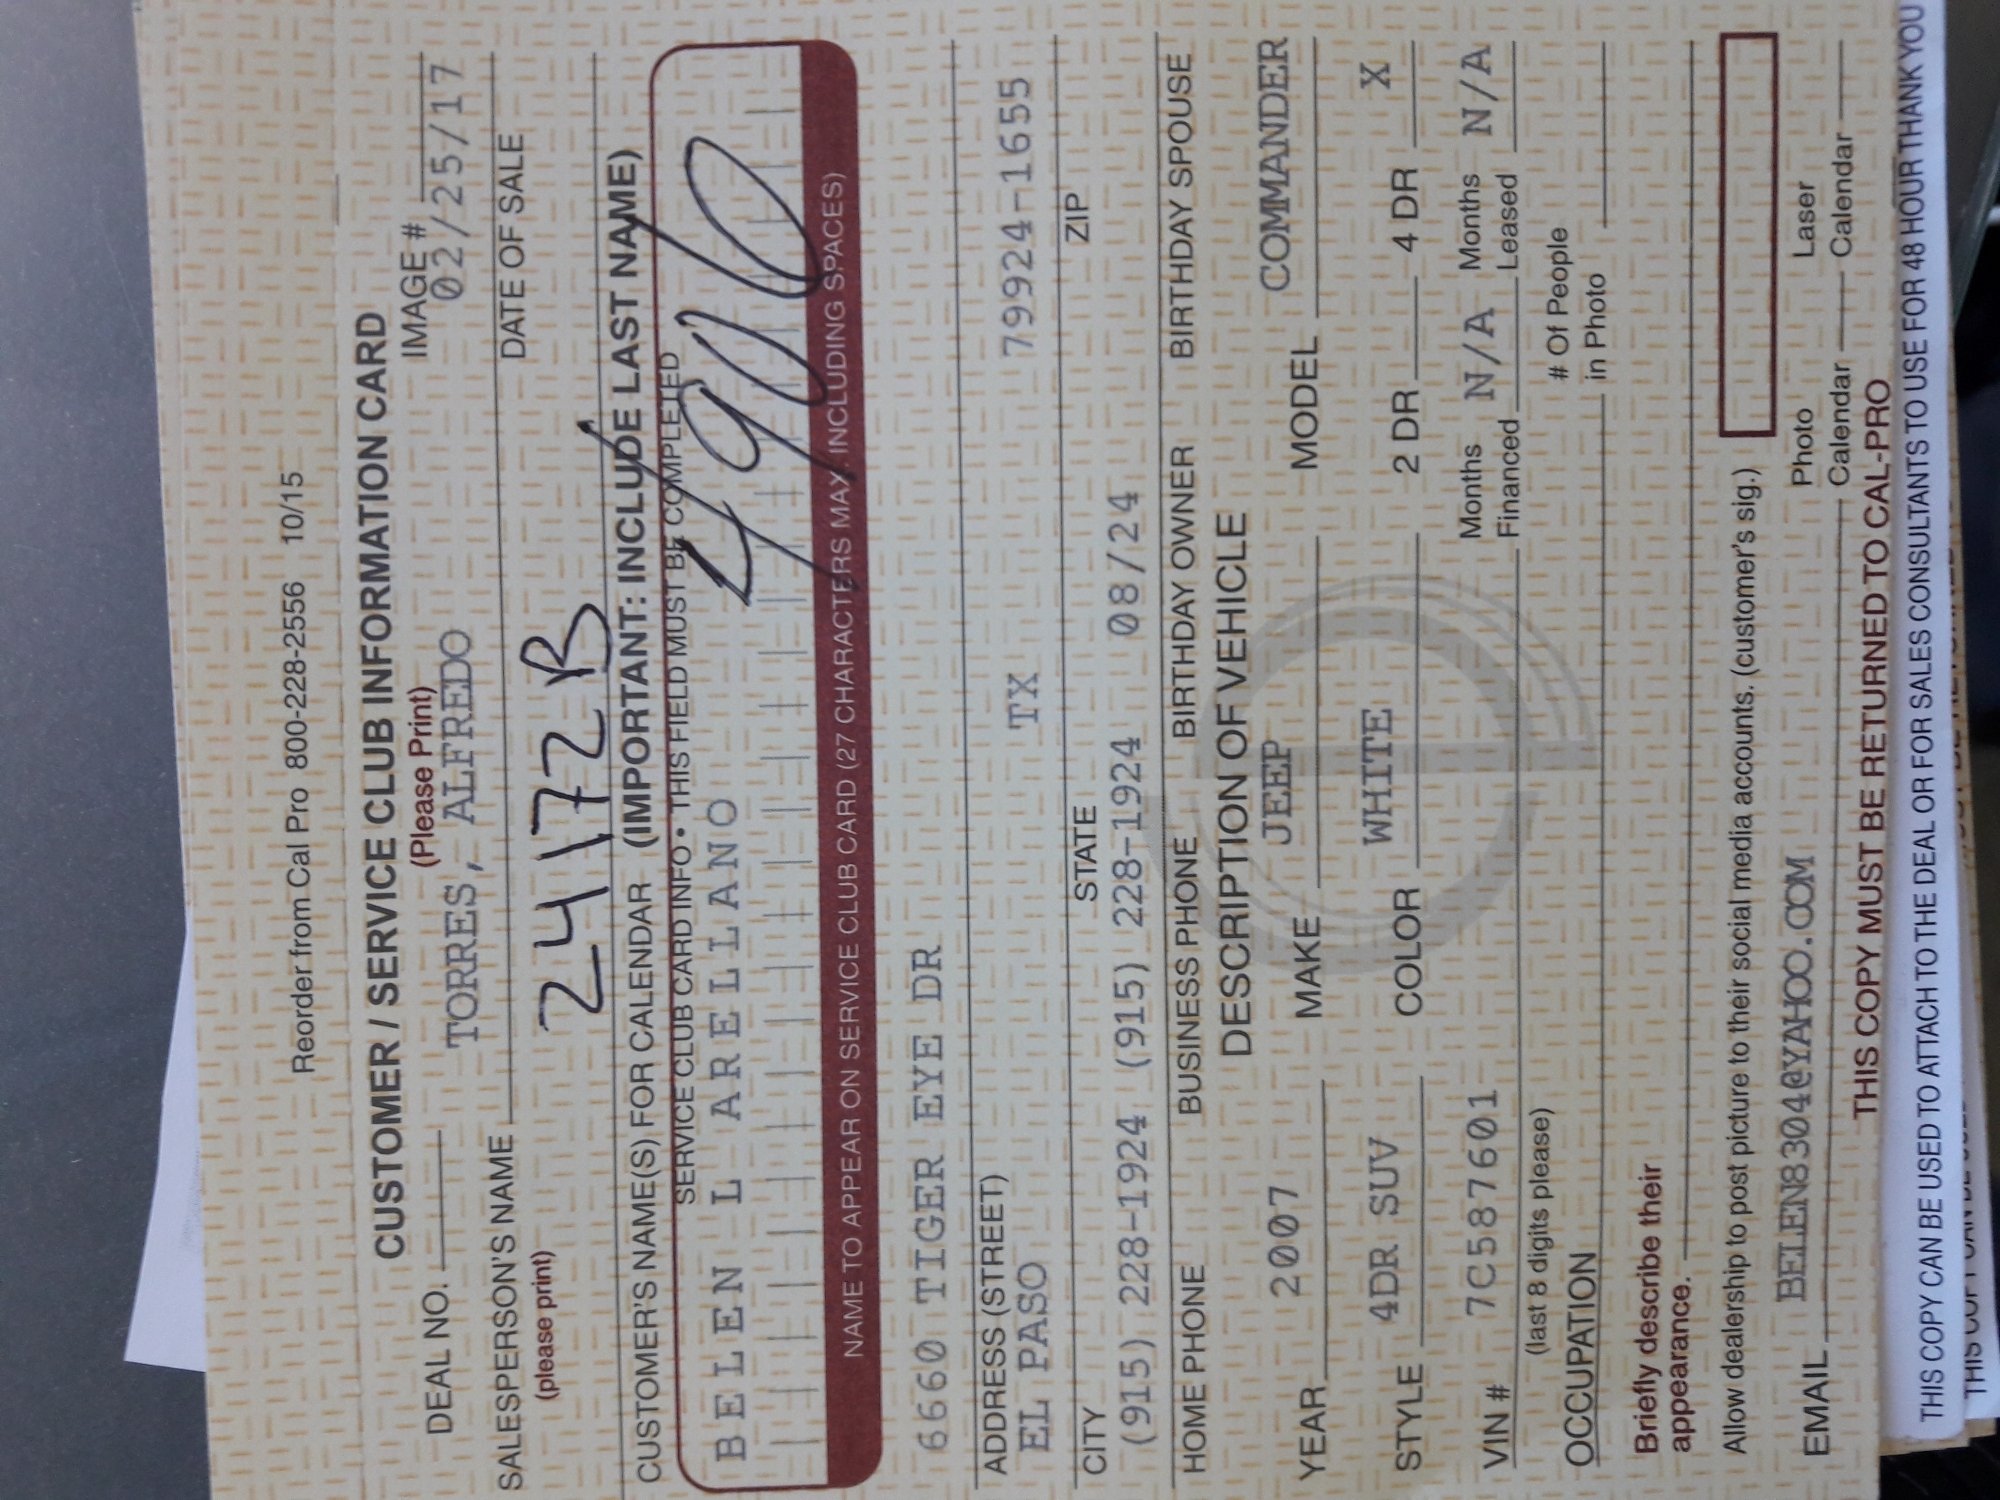 Reorder from Cal Pro 800-228-2556 10/15
CUSTOMER / SERVICE CLUB INFORMATION CARD
(Please Print)
DEAL NO. IMAGE #
TORRES, ALFREDO 02/25/17
SALESPERSON'S NAME DATE OF SALE
(please print)
24172B
CUSTOMER'S NAME(S) FOR CALENDAR (IMPORTANT: INCLUDE LAST NAME)
SERVICE CLUB CARD INFO • THIS FIELD MUST BE COMPLETED
BELEN L ARELLANO
NAME TO APPEAR ON SERVICE CLUB CARD (27 CHARACTERS MAX. INCLUDING SPACES)
6660 TIGER EYE DR
ADDRESS (STREET)
EL PASO TX 79924-1655
CITY STATE ZIP
(915) 228-1924 (915) 228-1924 08/24
HOME PHONE BUSINESS PHONE BIRTHDAY OWNER BIRTHDAY SPOUSE
DESCRIPTION OF VEHICLE
YEAR 2007 MAKE JEEP MODEL COMMANDER
STYLE 4DR SUV COLOR WHITE 2 DR 4 DR X
VIN # 7C587601 Months Financed N/A Months Leased N/A
(last 8 digits please)
OCCUPATION # Of People in Photo
Briefly describe their
appearance.
Allow dealership to post picture to their social media accounts. (customer's sig.)
EMAIL BELEN8304@YAHOO.COM Photo Calendar Laser Calendar
THIS COPY MUST BE RETURNED TO CAL-PRO
THIS COPY CAN BE USED TO ATTACH TO THE DEAL OR FOR SALES CONSULTANTS TO USE FOR 48 HOUR THANK YOU